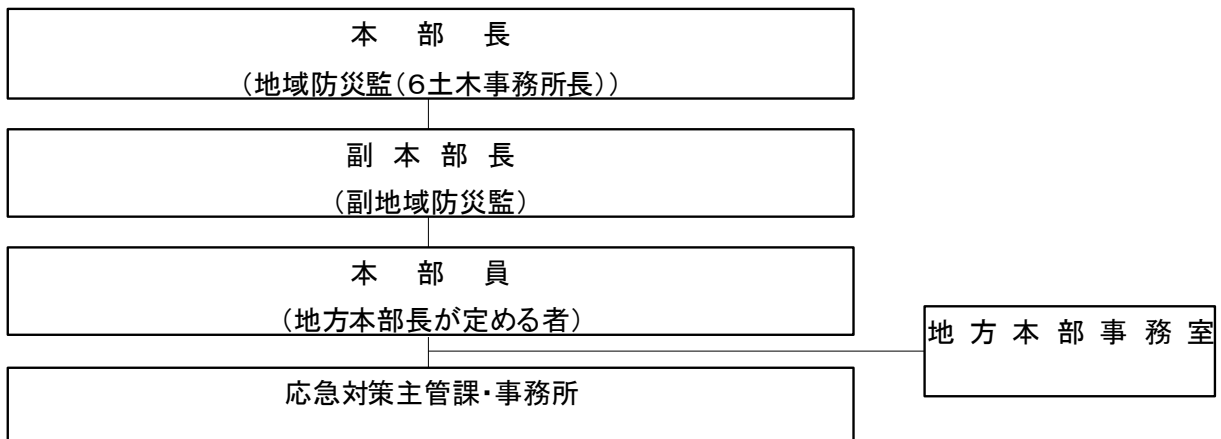 本 部 長
（地域防災監（６土木事務所長））
副 本 部 長
（副地域防災監）
本 部 員
（地方本部長が定める者）
地 方 本 部 事 務 室
応急対策主管課・事務所